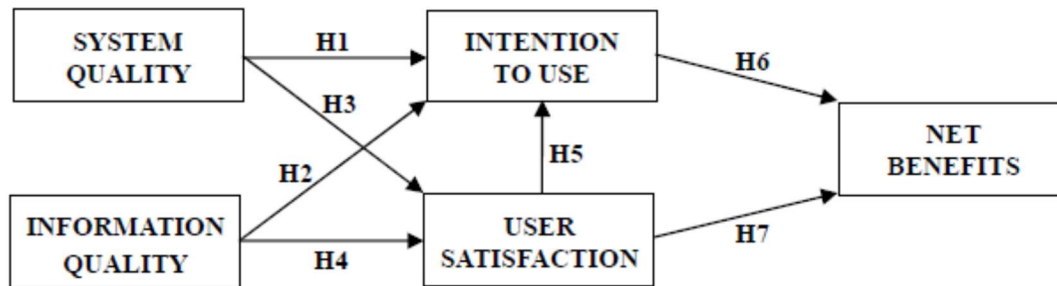 SYSTEM
QUALITY
H1
INTENTION
TO USE
H6
H3
NET
BENEFITS
H2
H5
INFORMATION
QUALITY
H4
USER
SATISFACTION
H7